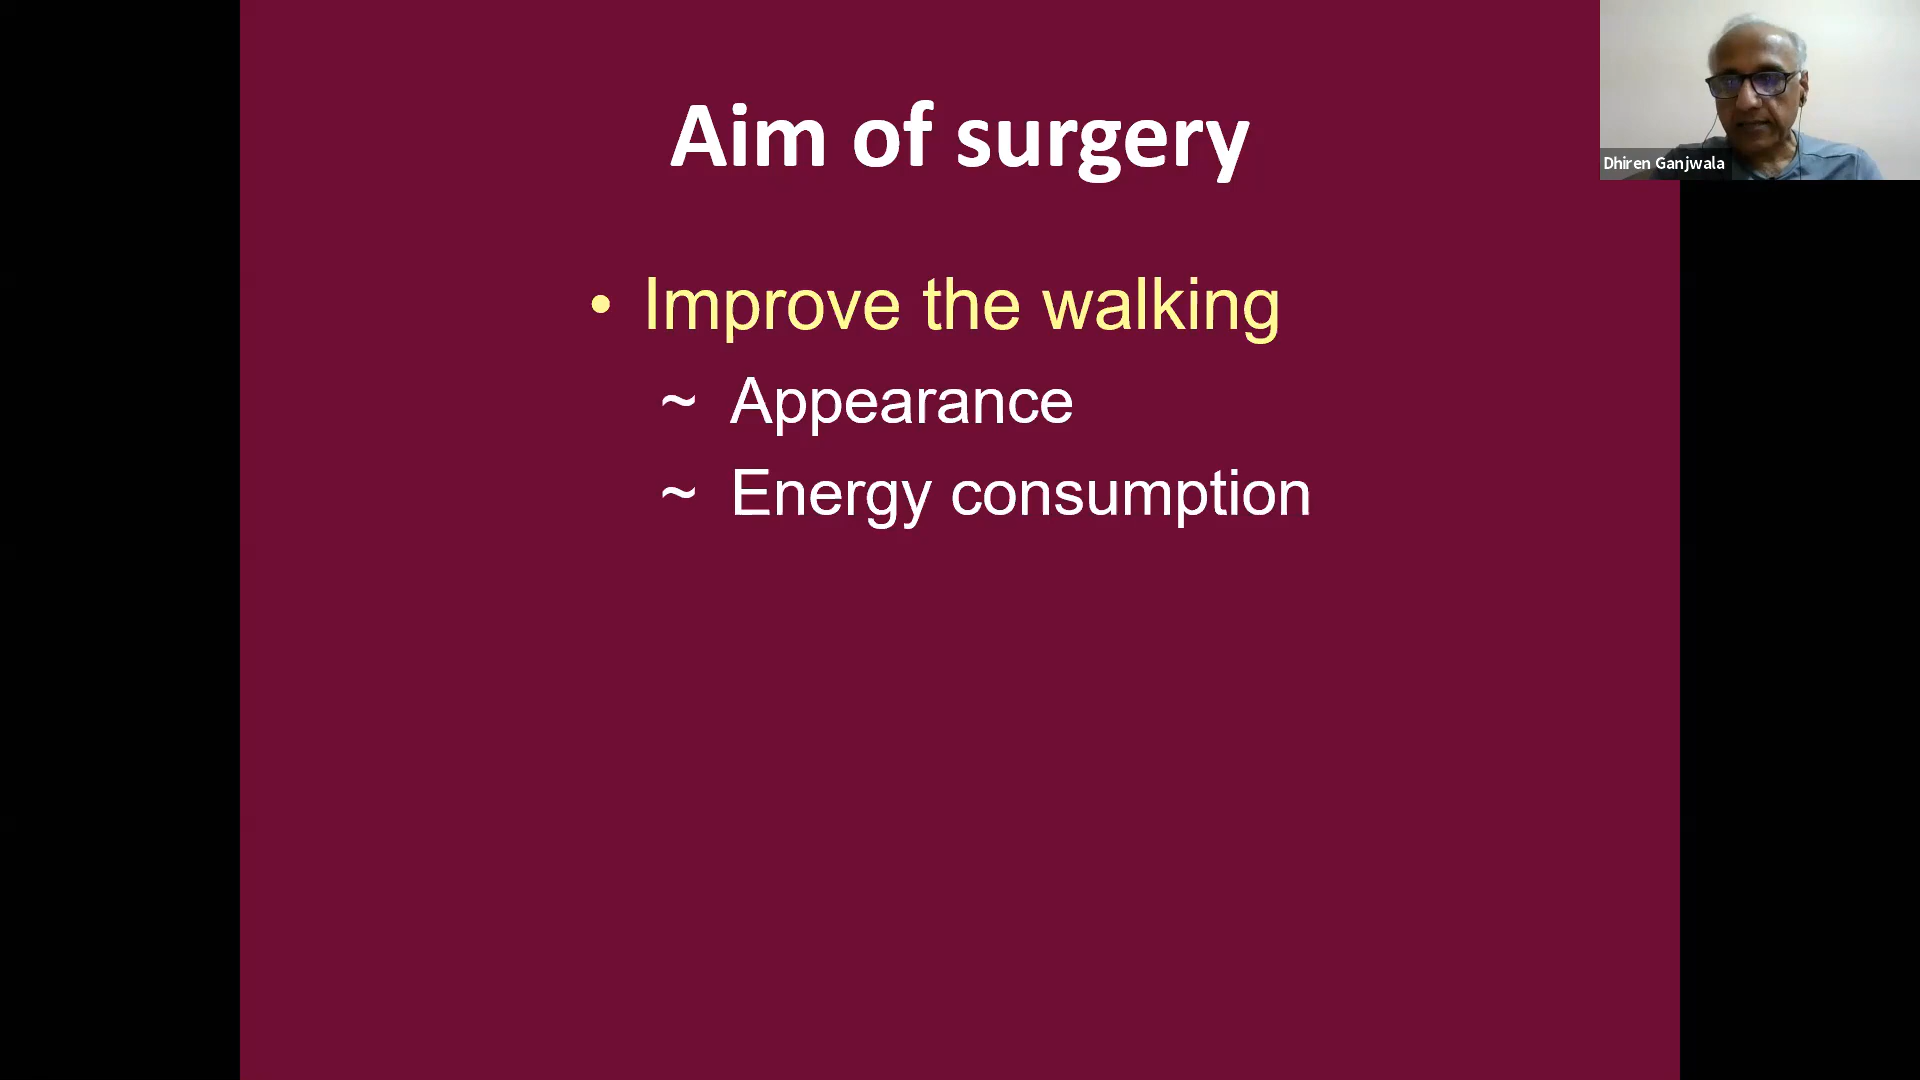 Aim of surgery
• Improve the walking
~ Appearance
~ Energy consumption
Dhiren Ganjwala